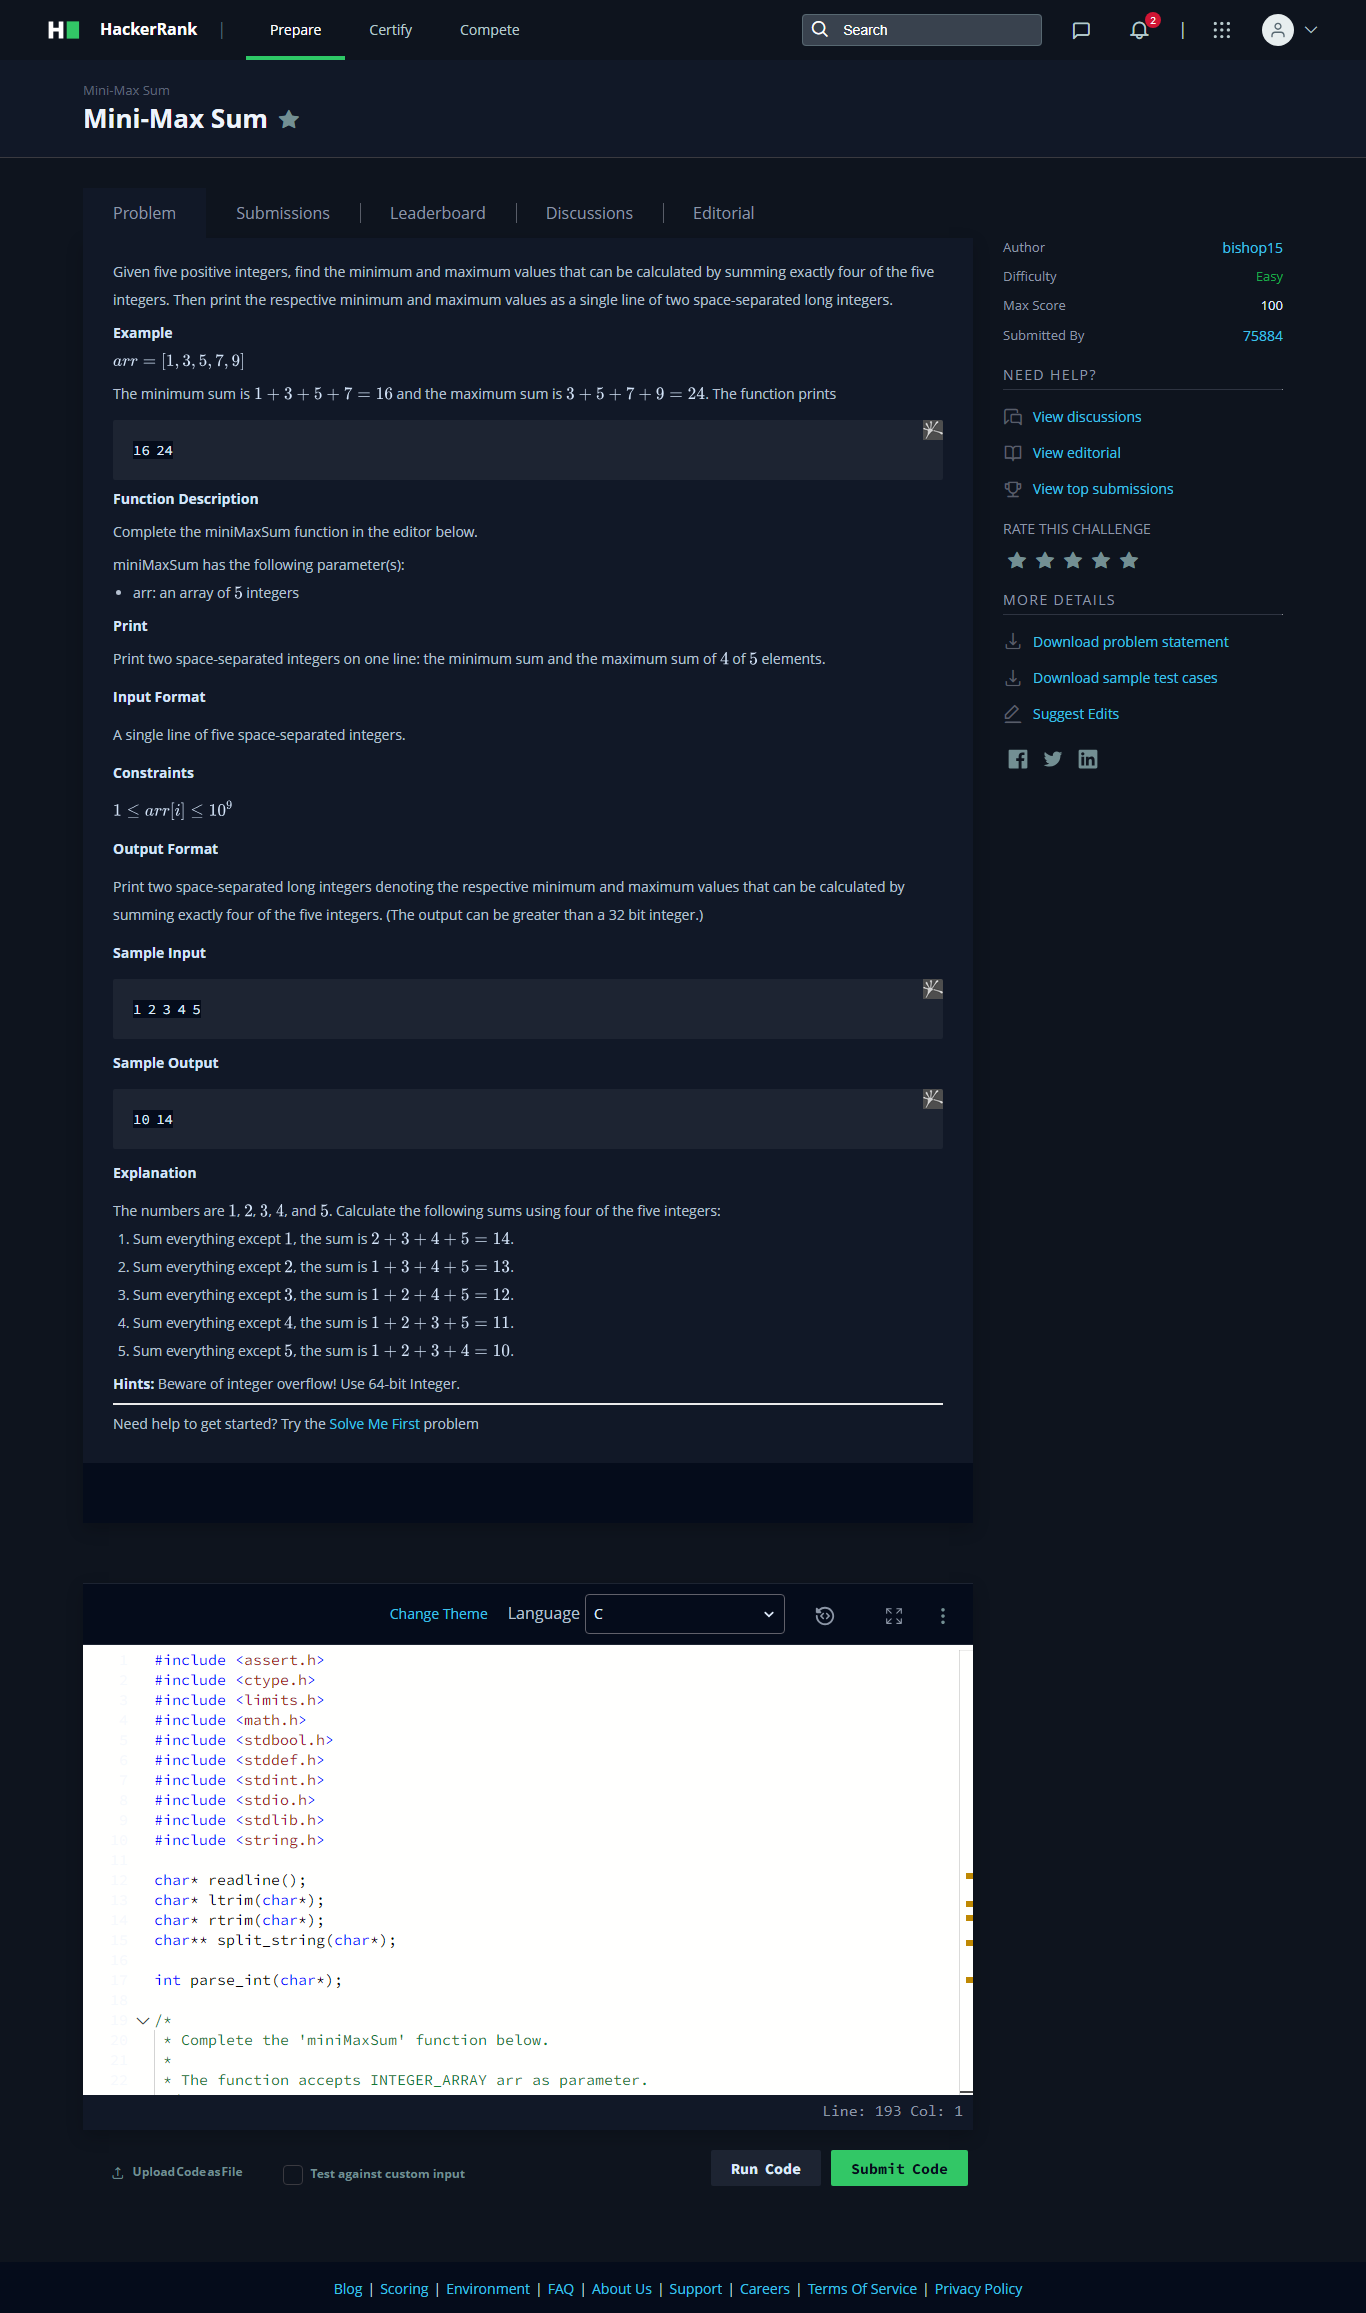 HackerRank | Prepare Certify Compete Search 2 |
Mini-Max Sum
Mini-Max Sum
Problem Submissions Leaderboard Discussions Editorial
Given five positive integers, find the minimum and maximum values that can be calculated by summing exactly four of the five
integers. Then print the respective minimum and maximum values as a single line of two space-separated long integers.
Example
arr = [1, 3, 5, 7, 9]
The minimum sum is 1 + 3 + 5 + 7 = 16 and the maximum sum is 3 + 5 + 7 + 9 = 24. The function prints
16 24
Function Description
Complete the miniMaxSum function in the editor below.
miniMaxSum has the following parameter(s):
• arr: an array of 5 integers
Print
Print two space-separated integers on one line: the minimum sum and the maximum sum of 4 of 5 elements.
Input Format
A single line of five space-separated integers.
Constraints
1 ≤ arr[i] ≤ 10⁹
Output Format
Print two space-separated long integers denoting the respective minimum and maximum values that can be calculated by
summing exactly four of the five integers. (The output can be greater than a 32 bit integer.)
Sample Input
1 2 3 4 5
Sample Output
10 14
Explanation
The numbers are 1, 2, 3, 4, and 5. Calculate the following sums using four of the five integers:
1. Sum everything except 1, the sum is 2 + 3 + 4 + 5 = 14.
2. Sum everything except 2, the sum is 1 + 3 + 4 + 5 = 13.
3. Sum everything except 3, the sum is 1 + 2 + 4 + 5 = 12.
4. Sum everything except 4, the sum is 1 + 2 + 3 + 5 = 11.
5. Sum everything except 5, the sum is 1 + 2 + 3 + 4 = 10.
Hints: Beware of integer overflow! Use 64-bit Integer.
Need help to get started? Try the Solve Me First problem
Author bishop15
Difficulty Easy
Max Score 100
Submitted By 75884
NEED HELP?
View discussions
View editorial
View top submissions
RATE THIS CHALLENGE
MORE DETAILS
Download problem statement
Download sample test cases
Suggest Edits
Change Theme Language C
1 #include <assert.h>
2 #include <ctype.h>
3 #include <limits.h>
4 #include <math.h>
5 #include <stdbool.h>
6 #include <stddef.h>
7 #include <stdint.h>
8 #include <stdio.h>
9 #include <stdlib.h>
10 #include <string.h>
11
12 char* readline();
13 char* ltrim(char*);
14 char* rtrim(char*);
15 char** split_string(char*);
16
17 int parse_int(char*);
18
19 /*
20 * Complete the 'miniMaxSum' function below.
21 *
22 * The function accepts INTEGER_ARRAY arr as parameter.
Line: 193 Col: 1
Upload Code as File Test against custom input Run Code Submit Code
Blog | Scoring | Environment | FAQ | About Us | Support | Careers | Terms Of Service | Privacy Policy